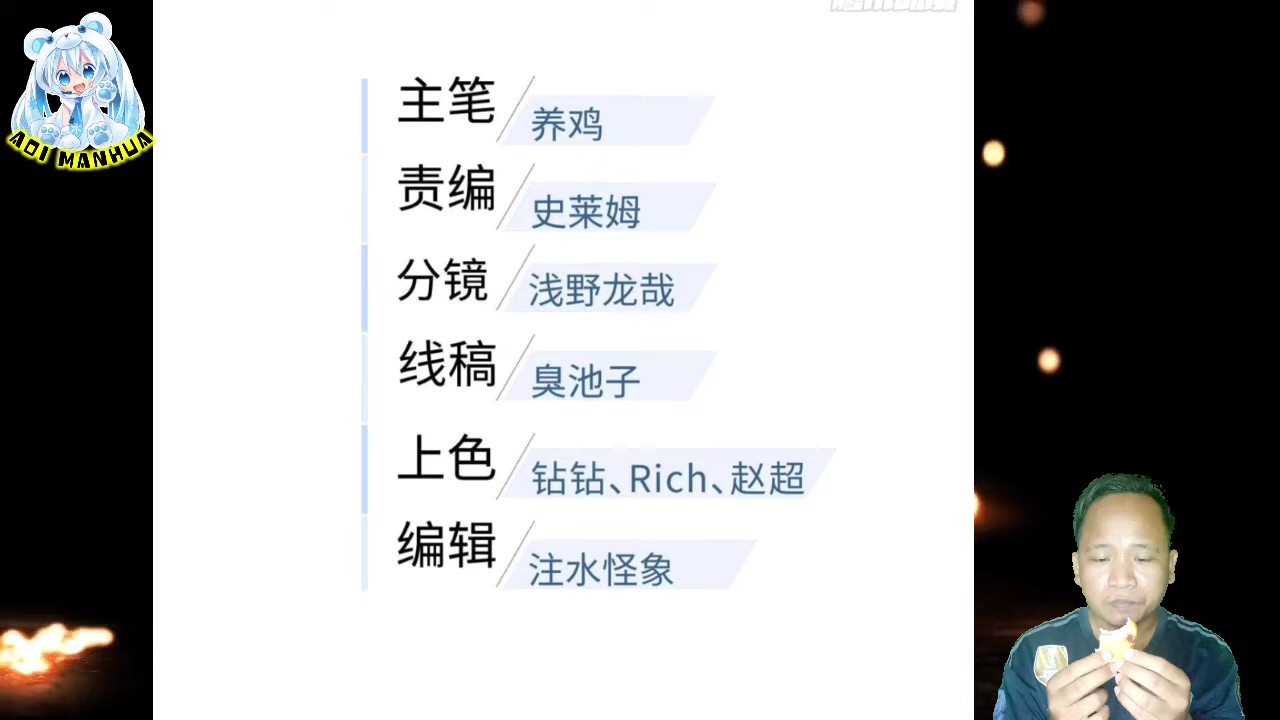 AOI MANHUA
主笔 养鸡
责编 史莱姆
分镜 浅野龙哉
线稿 臭池子
上色 钻钻、Rich、赵超
编辑 注水怪象